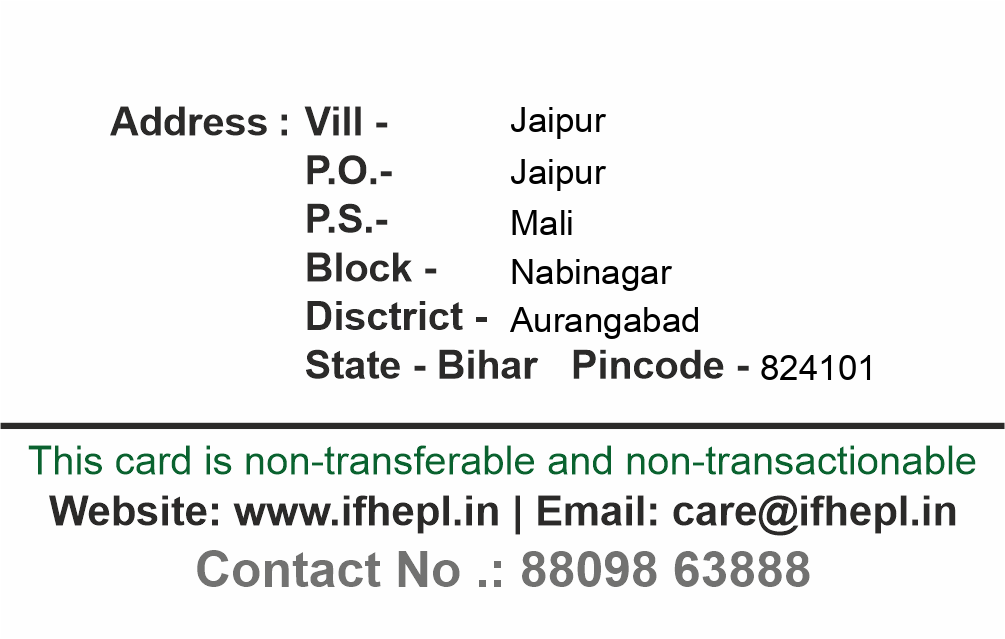 Address : Vill - Jaipur
P.O.- Jaipur
P.S.- Mali
Block - Nabinagar
Disctrict - Aurangabad
State - Bihar Pincode - 824101
This card is non-transferable and non-transactionable
Website: www.ifhepl.in | Email: care@ifhepl.in
Contact No .: 88098 63888